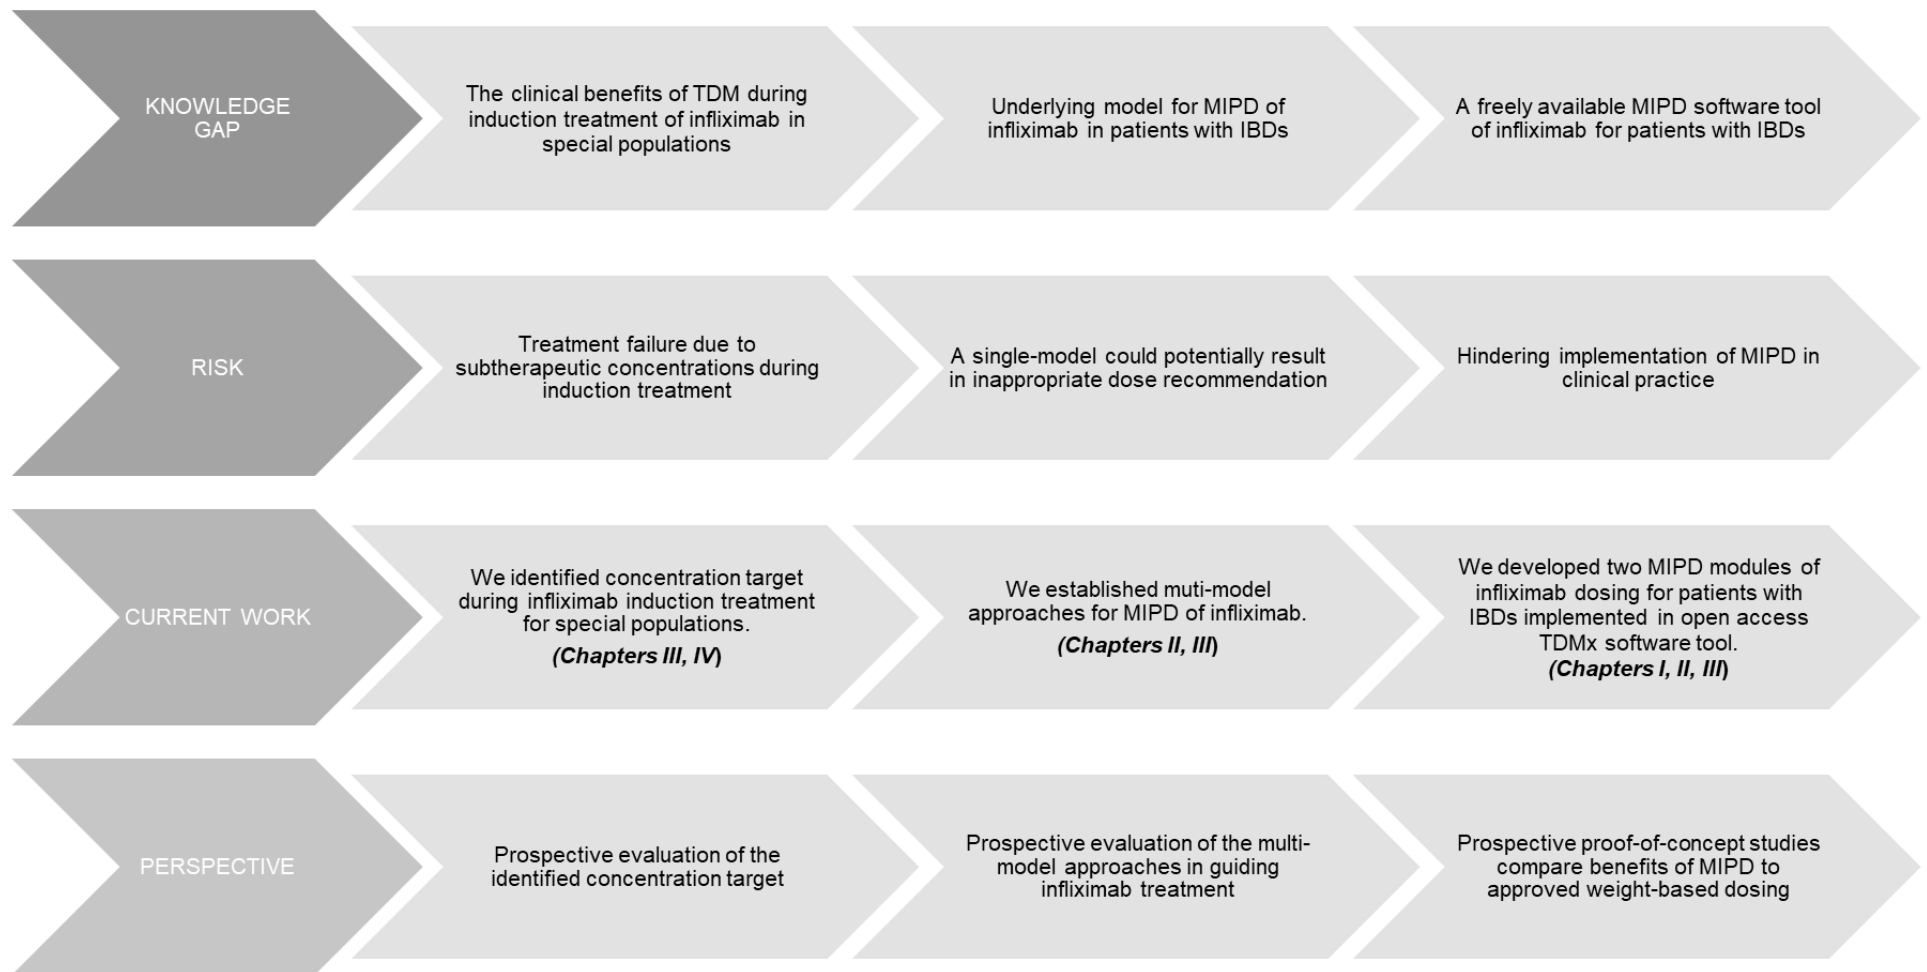 KNOWLEDGE
GAP
The clinical benefits of TDM during
induction treatment of infliximab in
special populations
Underlying model for MIPD of
infliximab in patients with IBDs
A freely available MIPD software tool
of infliximab for patients with IBDs
RISK
Treatment failure due to
subtherapeutic concentrations during
induction treatment
A single-model could potentially result
in inappropriate dose recommendation
Hindering implementation of MIPD in
clinical practice
CURRENT WORK
We identified concentration target
during infliximab induction treatment
for special populations.
(Chapters III, IV)
We established muti-model
approaches for MIPD of infliximab.
(Chapters II, III)
We developed two MIPD modules of
infliximab dosing for patients with
IBDs implemented in open access
TDMx software tool.
(Chapters I, II, III)
PERSPECTIVE
Prospective evaluation of the
identified concentration target
Prospective evaluation of the multi-
model approaches in guiding
infliximab treatment
Prospective proof-of-concept studies
compare benefits of MIPD to
approved weight-based dosing